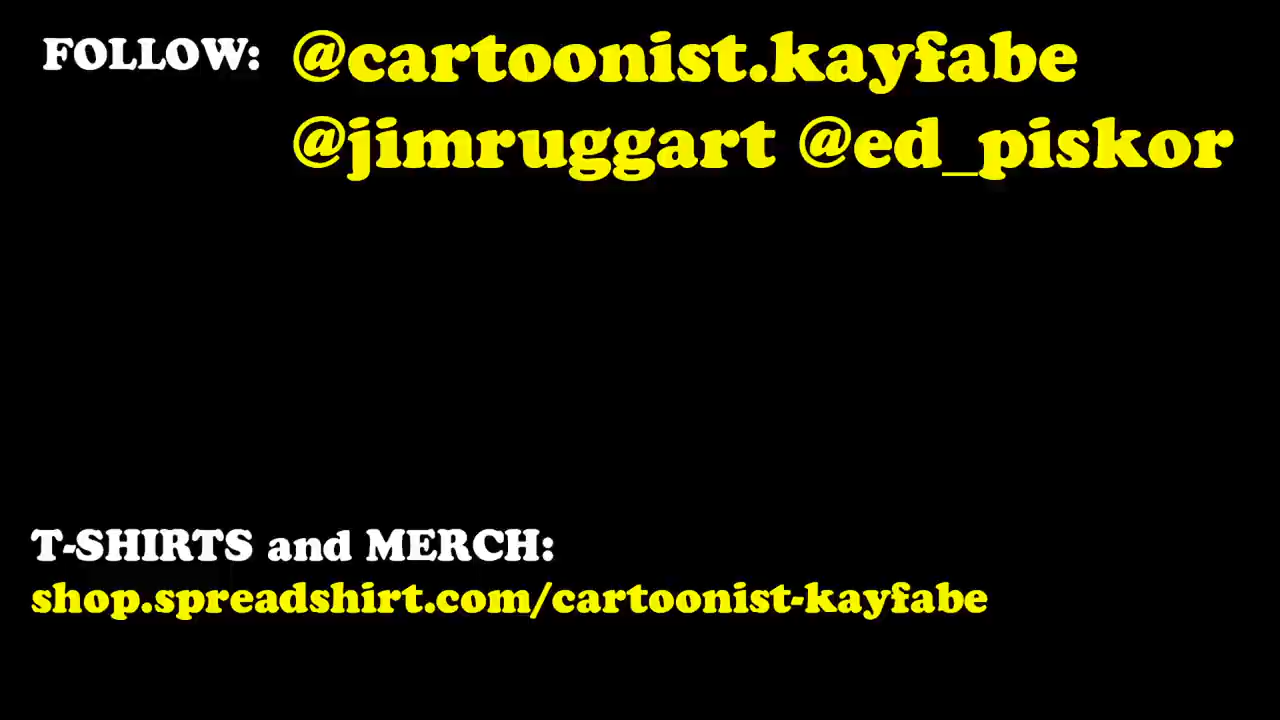 FOLLOW: @cartoonist.kayfabe
@jimruggart @ed_piskor
T-SHIRTS and MERCH:
shop.spreadshirt.com/cartoonist-kayfabe